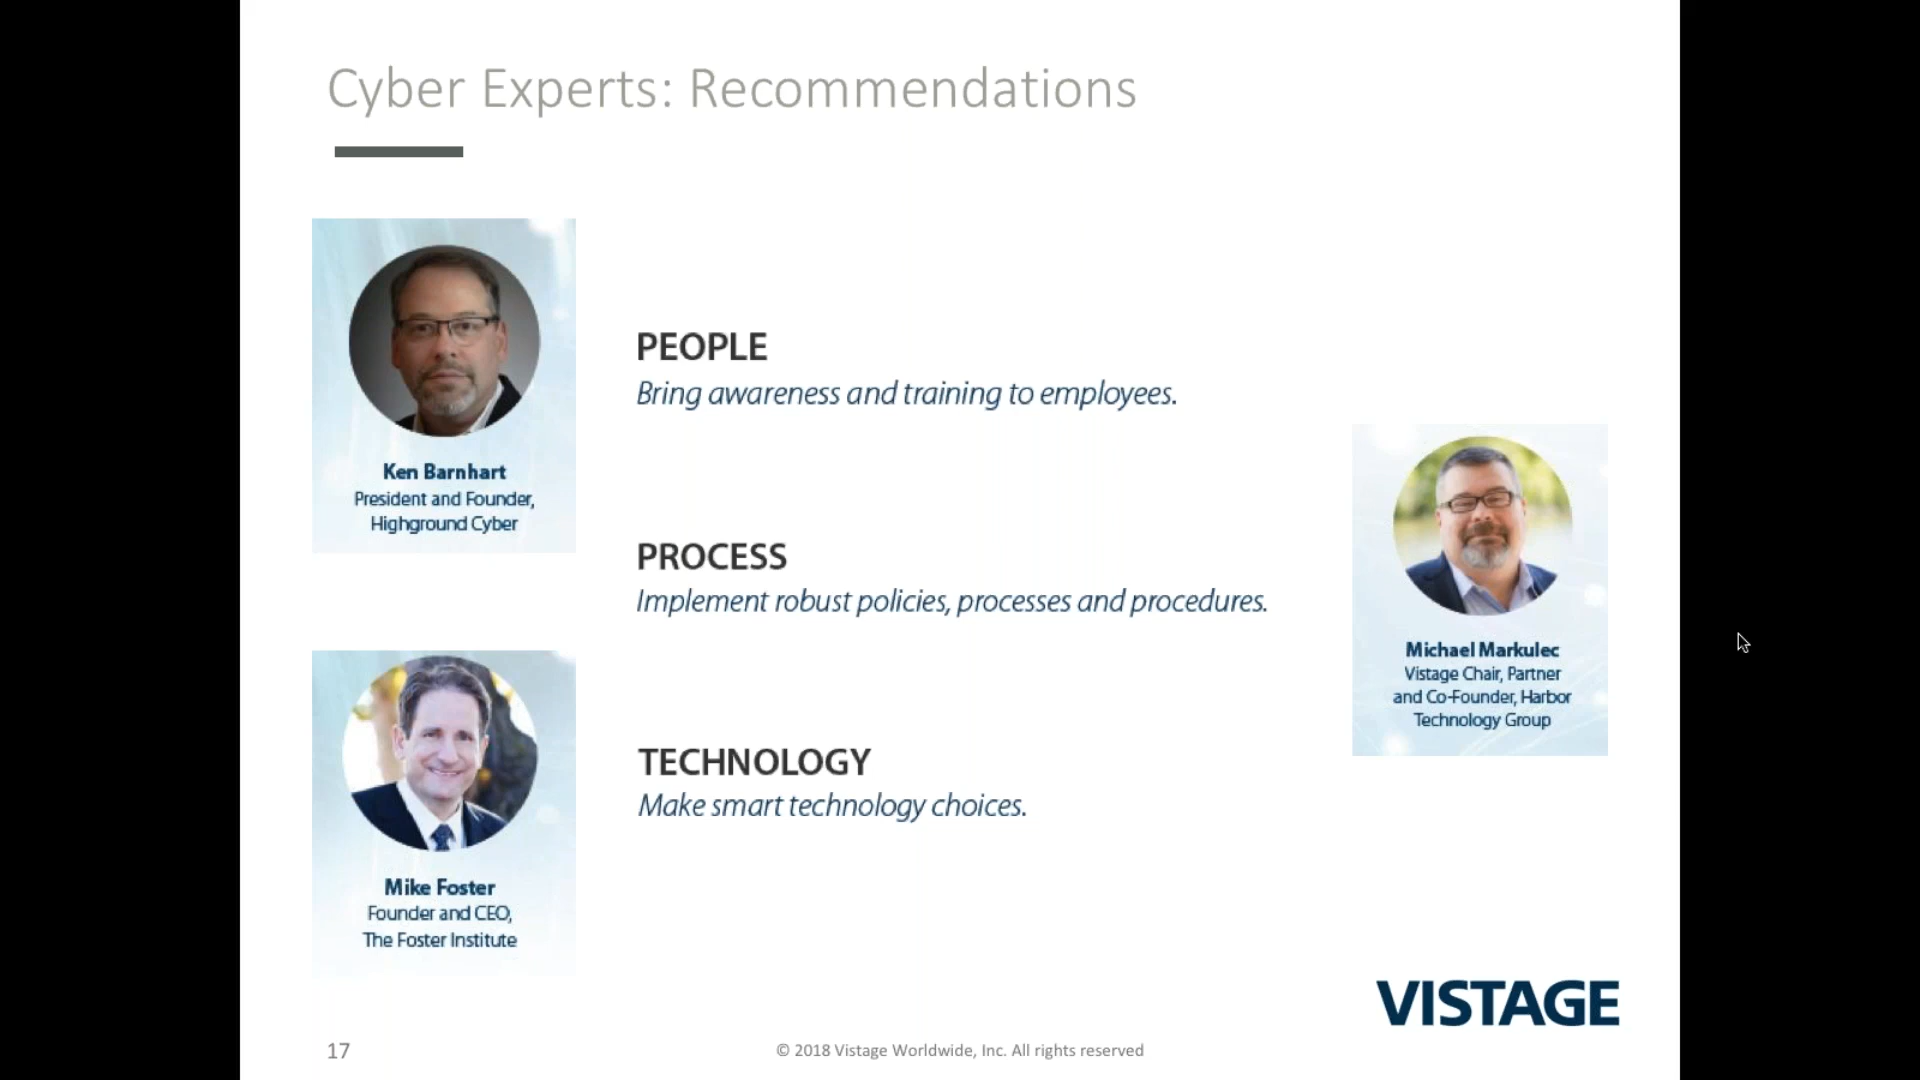 Cyber Experts: Recommendations
Ken Barnhart
President and Founder,
Highground Cyber
PEOPLE
Bring awareness and training to employees.
PROCESS
Implement robust policies, processes and procedures.
TECHNOLOGY
Make smart technology choices.
Mike Foster
Founder and CEO,
The Foster Institute
Michael Markulec
Vistage Chair, Partner
and Co-Founder, Harbor
Technology Group
VISTAGE
17
© 2018 Vistage Worldwide, Inc. All rights reserved